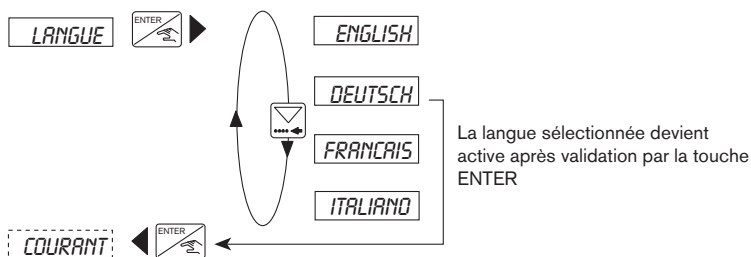 LANGUE
ENTER
ENGLISH
DEUTSCH
FRANCAIS
ITALIANO
La langue sélectionnée devient
active après validation par la touche
ENTER
COURANT
ENTER